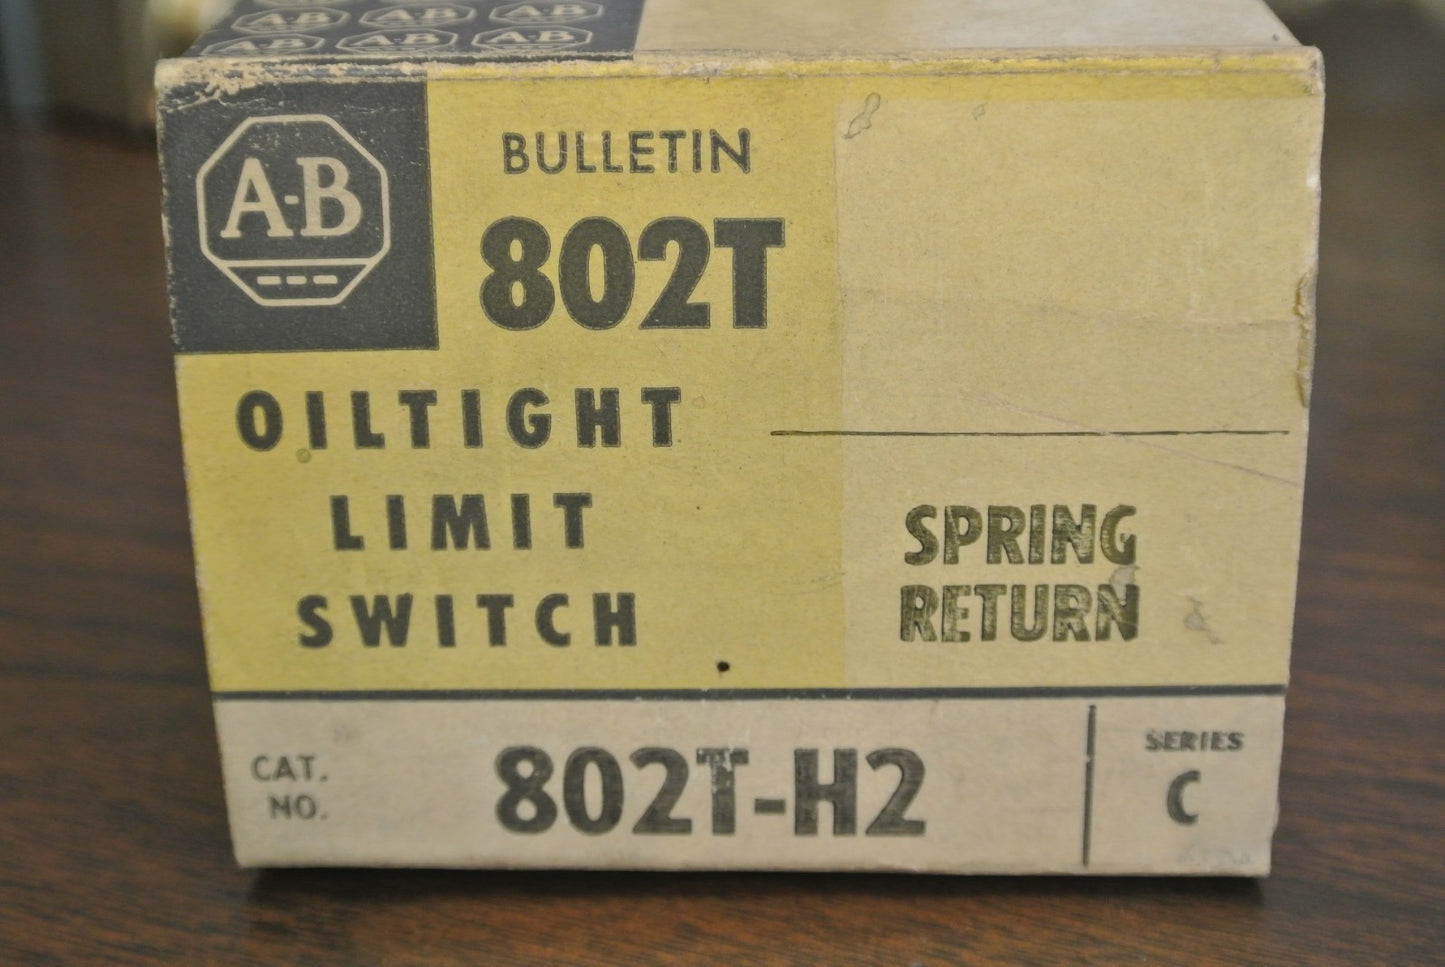 A-B A-B A-B
A-B A-B A-B
A-B
BULLETIN
802T
OILTIGHT
LIMIT
SWITCH
SPRING
RETURN
CAT.
NO.
802T-H2
SERIES
C